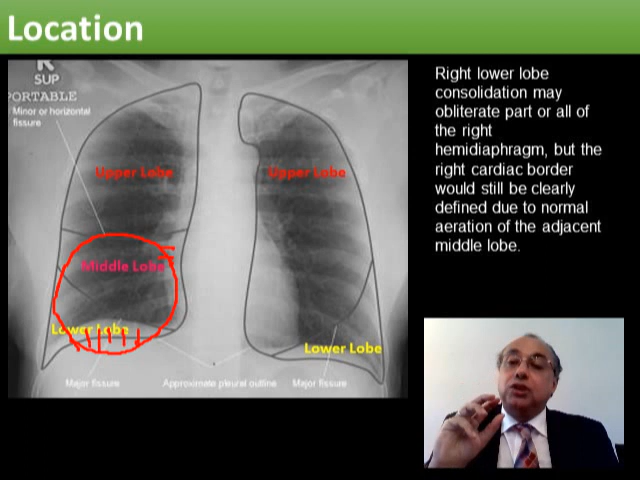 Location
R
SUP
PORTABLE
Minor or horizontal
fissure
Upper Lobe
Upper Lobe
Middle Lobe
Lower Lobe
Lower Lobe
Major fissure
Approximate pleural outline
Major fissure
Right lower lobe
consolidation may
obliterate part or all of
the right
hemidiaphragm, but the
right cardiac border
would still be clearly
defined due to normal
aeration of the adjacent
middle lobe.